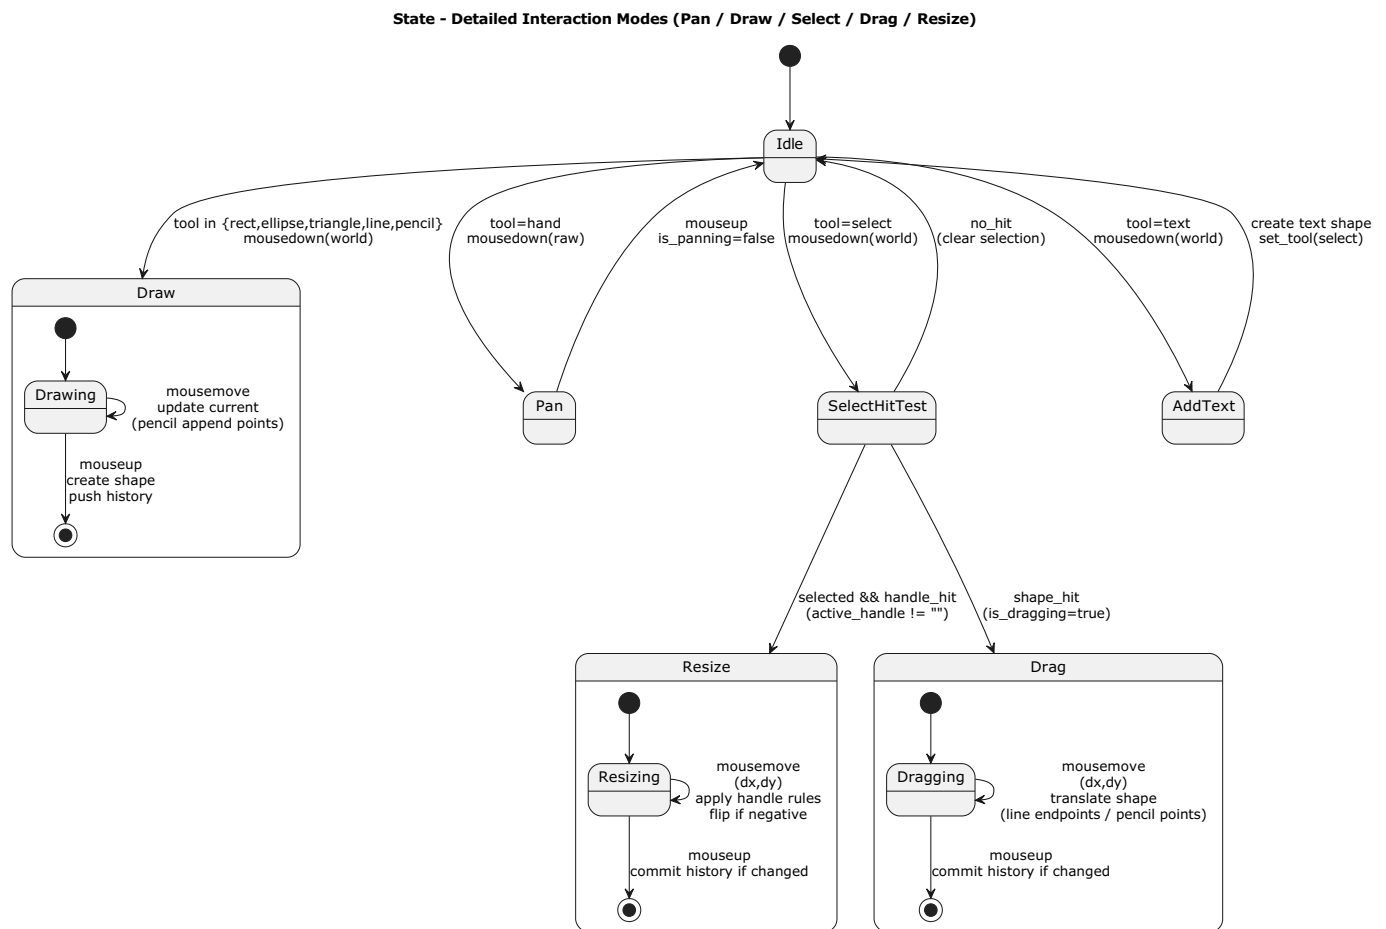 State - Detailed Interaction Modes (Pan / Draw / Select / Drag / Resize)
Idle
tool in {rect,ellipse,triangle,line,pencil}
mousedown(world)
tool=hand
mousedown(raw)
mouseup
is_panning=false
tool=select
mousedown(world)
no_hit
(clear selection)
tool=text
mousedown(world)
create text shape
set_tool(select)
Draw
Drawing
mousemove
update current
(pencil append points)
mouseup
create shape
push history
Pan
SelectHitTest
AddText
selected && handle_hit
(active_handle != "")
shape_hit
(is_dragging=true)
Resize
Resizing
mousemove
(dx,dy)
apply handle rules
flip if negative
mouseup
commit history if changed
Drag
Dragging
mousemove
(dx,dy)
translate shape
(line endpoints / pencil points)
mouseup
commit history if changed